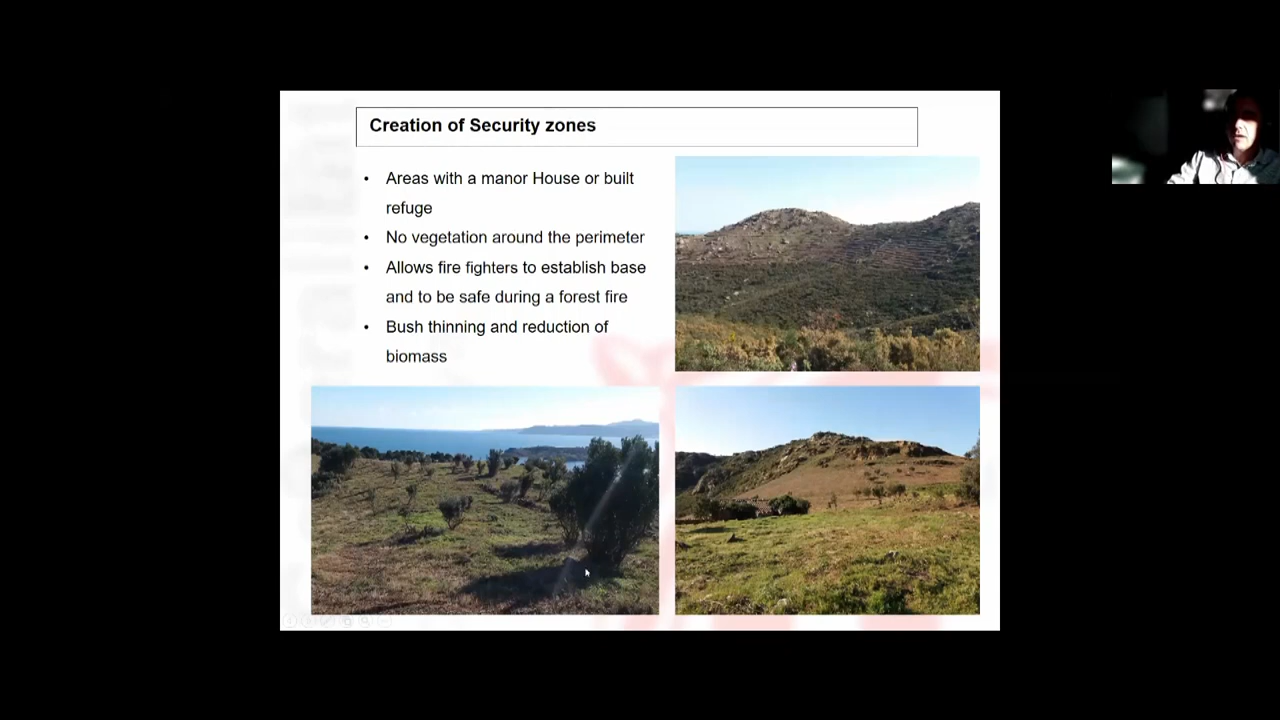 Creation of Security zones
• Areas with a manor House or built
refuge
• No vegetation around the perimeter
• Allows fire fighters to establish base
and to be safe during a forest fire
• Bush thinning and reduction of
biomass